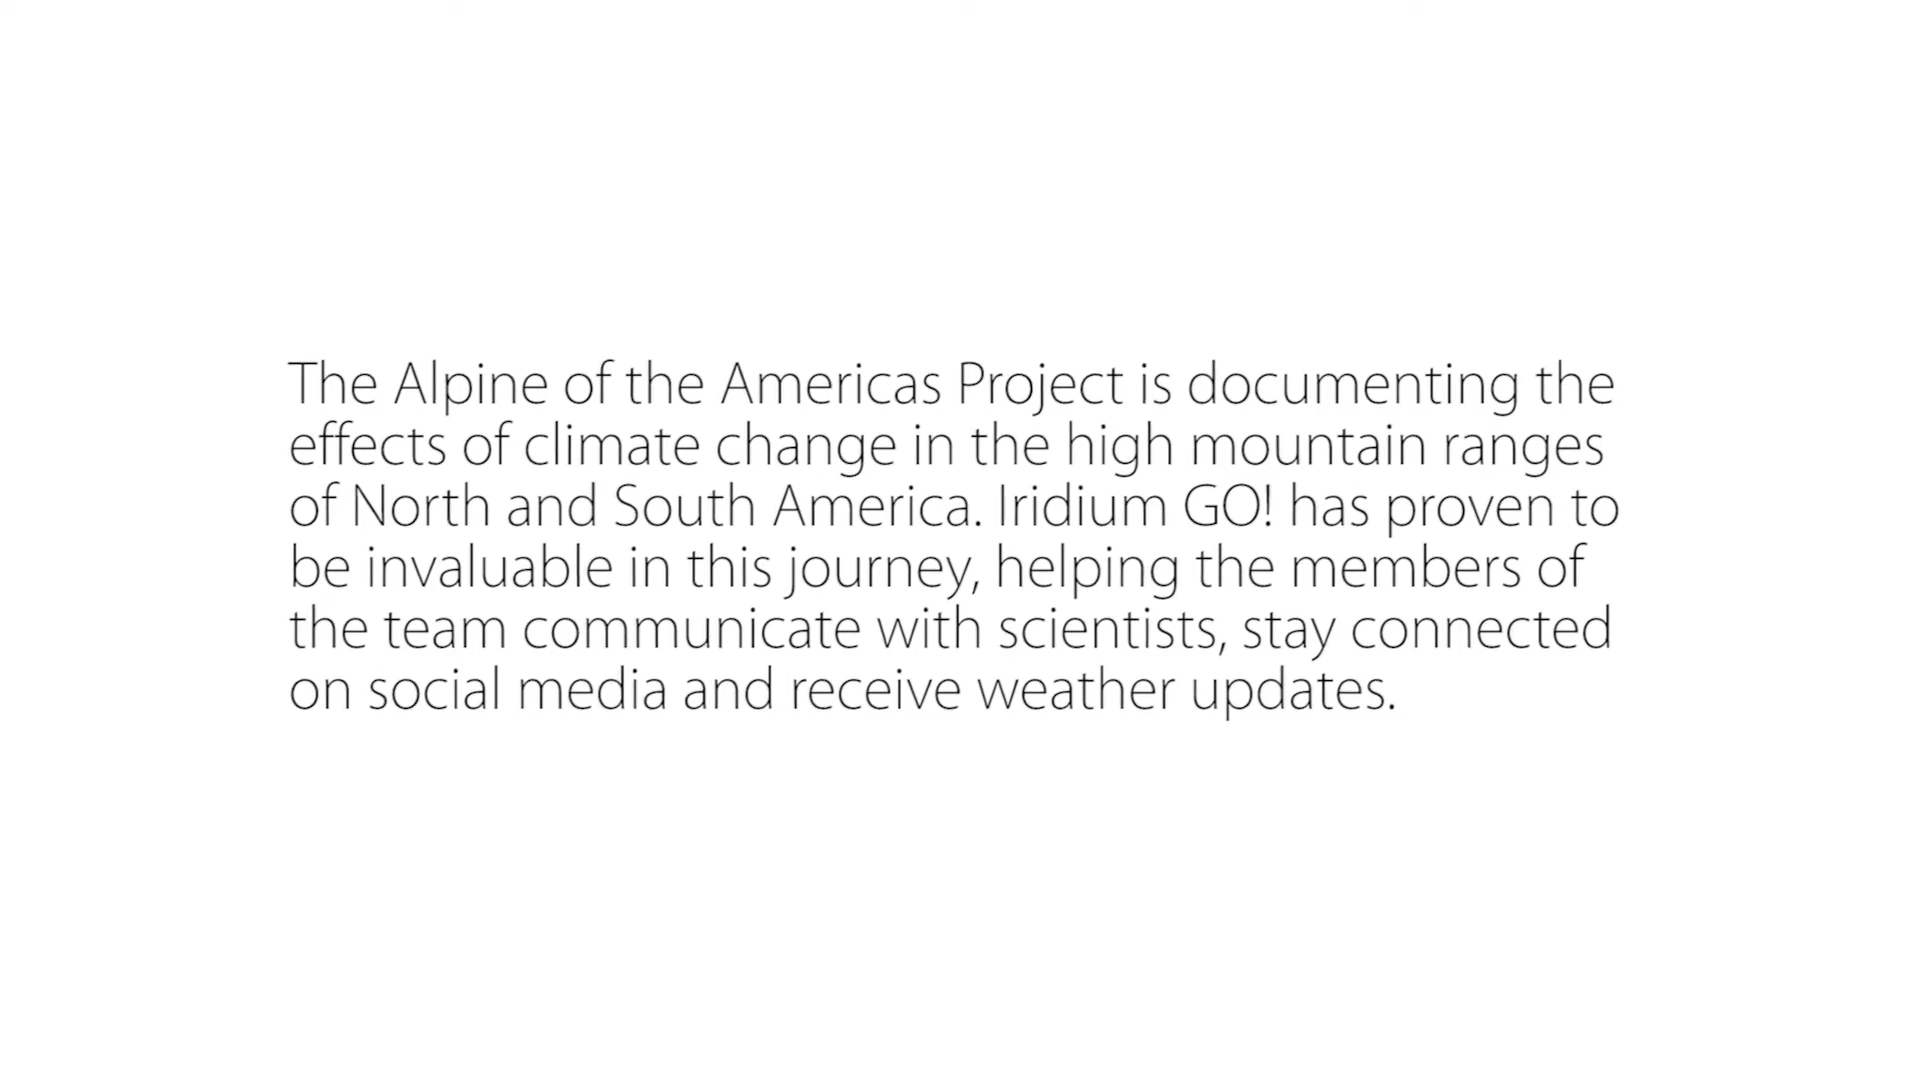 The Alpine of the Americas Project is documenting the
effects of climate change in the high mountain ranges
of North and South America. Iridium GO! has proven to
be invaluable in this journey, helping the members of
the team communicate with scientists, stay connected
on social media and receive weather updates.